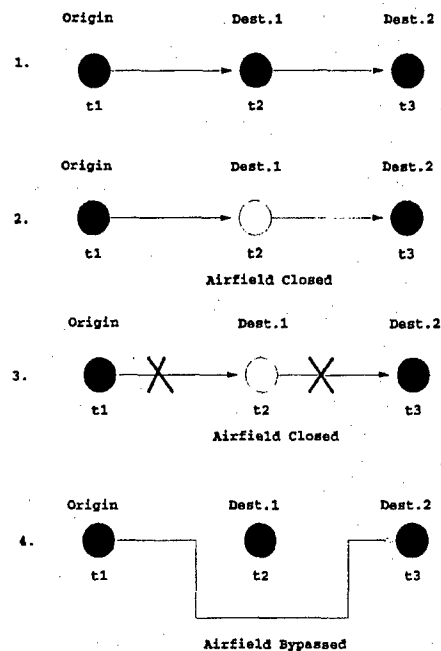 Origin Dest.1 Dest.2
1.
t1 t2 t3
Origin Dest.1 Dest.2
2.
t1 t2 t3
Airfield Closed
Origin Dest.1 Dest.2
3.
t1 t2 t3
Airfield Closed
Origin Dest.1 Dest.2
4.
t1 t2 t3
Airfield Bypassed